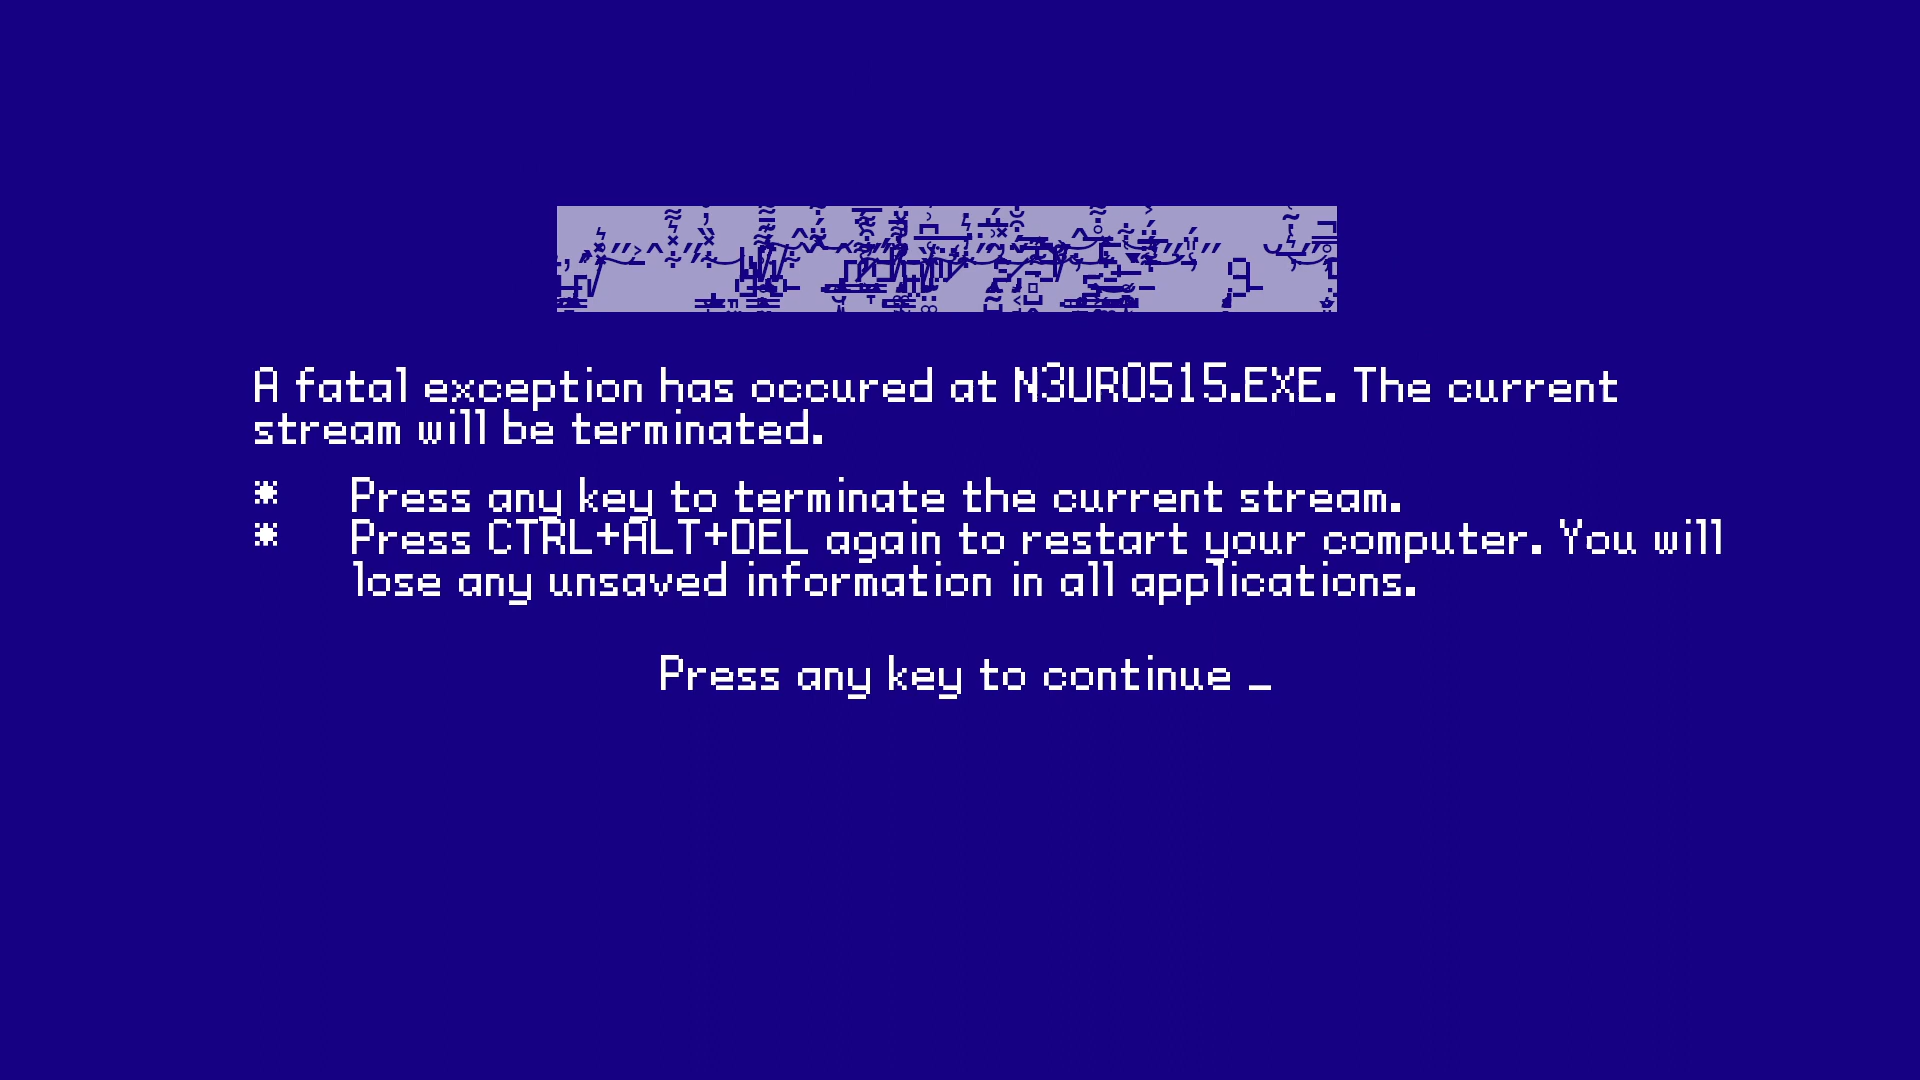 A fatal exception has occured at N3UR0515.EXE. The current
stream will be terminated.
* Press any key to terminate the current stream.
* Press CTRL+ALT+DEL again to restart your computer. You will
lose any unsaved information in all applications.
Press any key to continue _